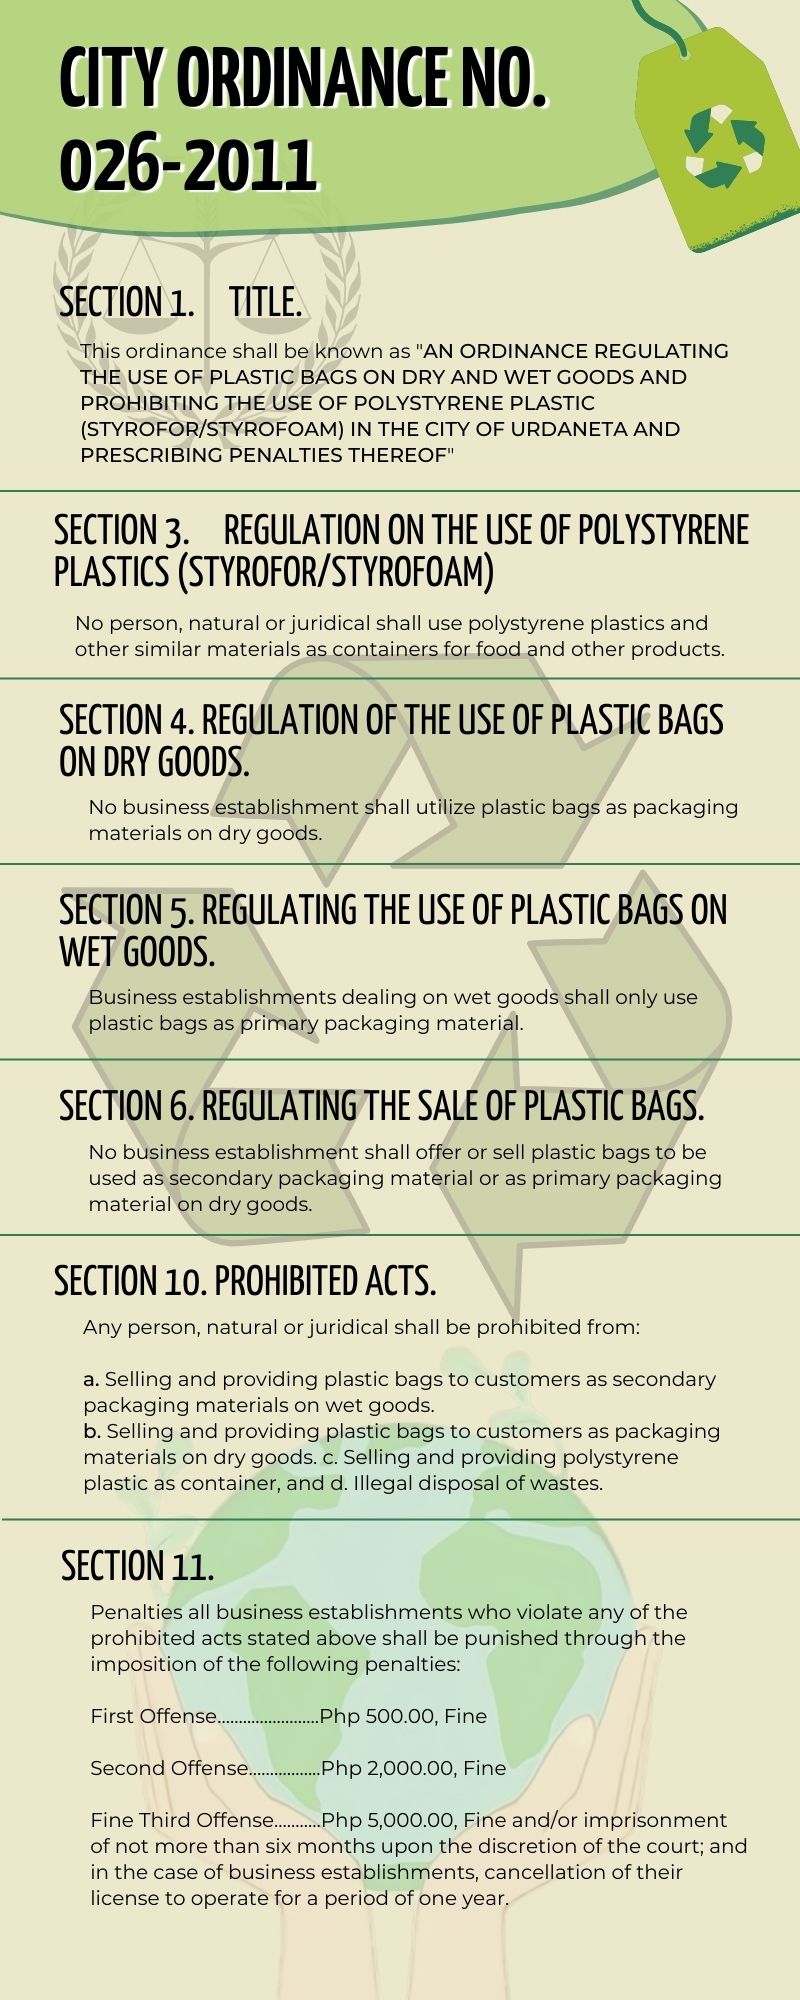 CITY ORDINANCE NO.
026-2011
SECTION 1. TITLE.
This ordinance shall be known as "AN ORDINANCE REGULATING
THE USE OF PLASTIC BAGS ON DRY AND WET GOODS AND
PROHIBITING THE USE OF POLYSTYRENE PLASTIC
(STYROFOR/STYROFOAM) IN THE CITY OF URDANETA AND
PRESCRIBING PENALTIES THEREOF"
SECTION 3. REGULATION ON THE USE OF POLYSTYRENE
PLASTICS (STYROFOR/STYROFOAM)
No person, natural or juridical shall use polystyrene plastics and
other similar materials as containers for food and other products.
SECTION 4. REGULATION OF THE USE OF PLASTIC BAGS
ON DRY GOODS.
No business establishment shall utilize plastic bags as packaging
materials on dry goods.
SECTION 5. REGULATING THE USE OF PLASTIC BAGS ON
WET GOODS.
Business establishments dealing on wet goods shall only use
plastic bags as primary packaging material.
SECTION 6. REGULATING THE SALE OF PLASTIC BAGS.
No business establishment shall offer or sell plastic bags to be
used as secondary packaging material or as primary packaging
material on dry goods.
SECTION 10. PROHIBITED ACTS.
Any person, natural or juridical shall be prohibited from:
a. Selling and providing plastic bags to customers as secondary
packaging materials on wet goods.
b. Selling and providing plastic bags to customers as packaging
materials on dry goods. c. Selling and providing polystyrene
plastic as container, and d. Illegal disposal of wastes.
SECTION 11.
Penalties all business establishments who violate any of the
prohibited acts stated above shall be punished through the
imposition of the following penalties:
First Offense........................Php 500.00, Fine
Second Offense.................Php 2,000.00, Fine
Fine Third Offense...........Php 5,000.00, Fine and/or imprisonment
of not more than six months upon the discretion of the court; and
in the case of business establishments, cancellation of their
license to operate for a period of one year.